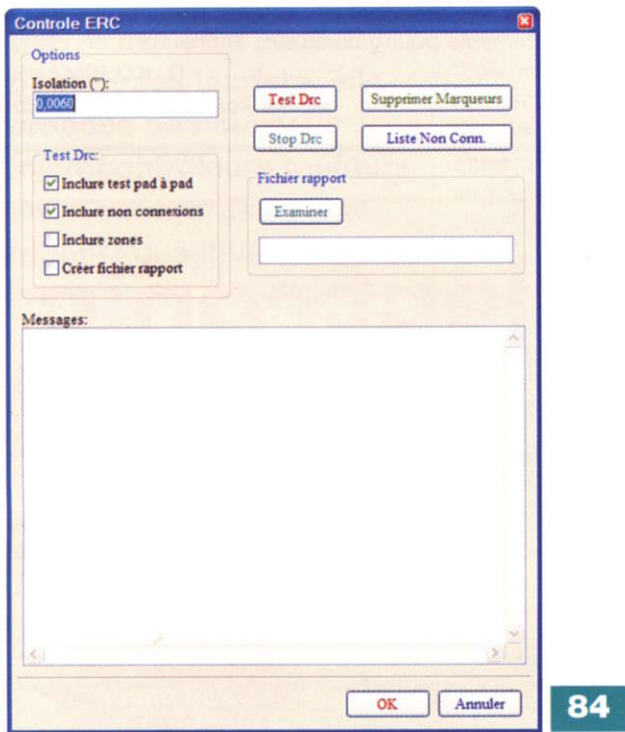 Controle ERC
Options
Isolation ("):
0,0060
Test Drc
Supprimer Marqueurs
Stop Drc
Liste Non Conn.
Test Drc:
Inclure test pad à pad
Inclure non connexions
Inclure zones
Créer fichier rapport
Fichier rapport
Examiner
Messages:
OK
Annuler
84